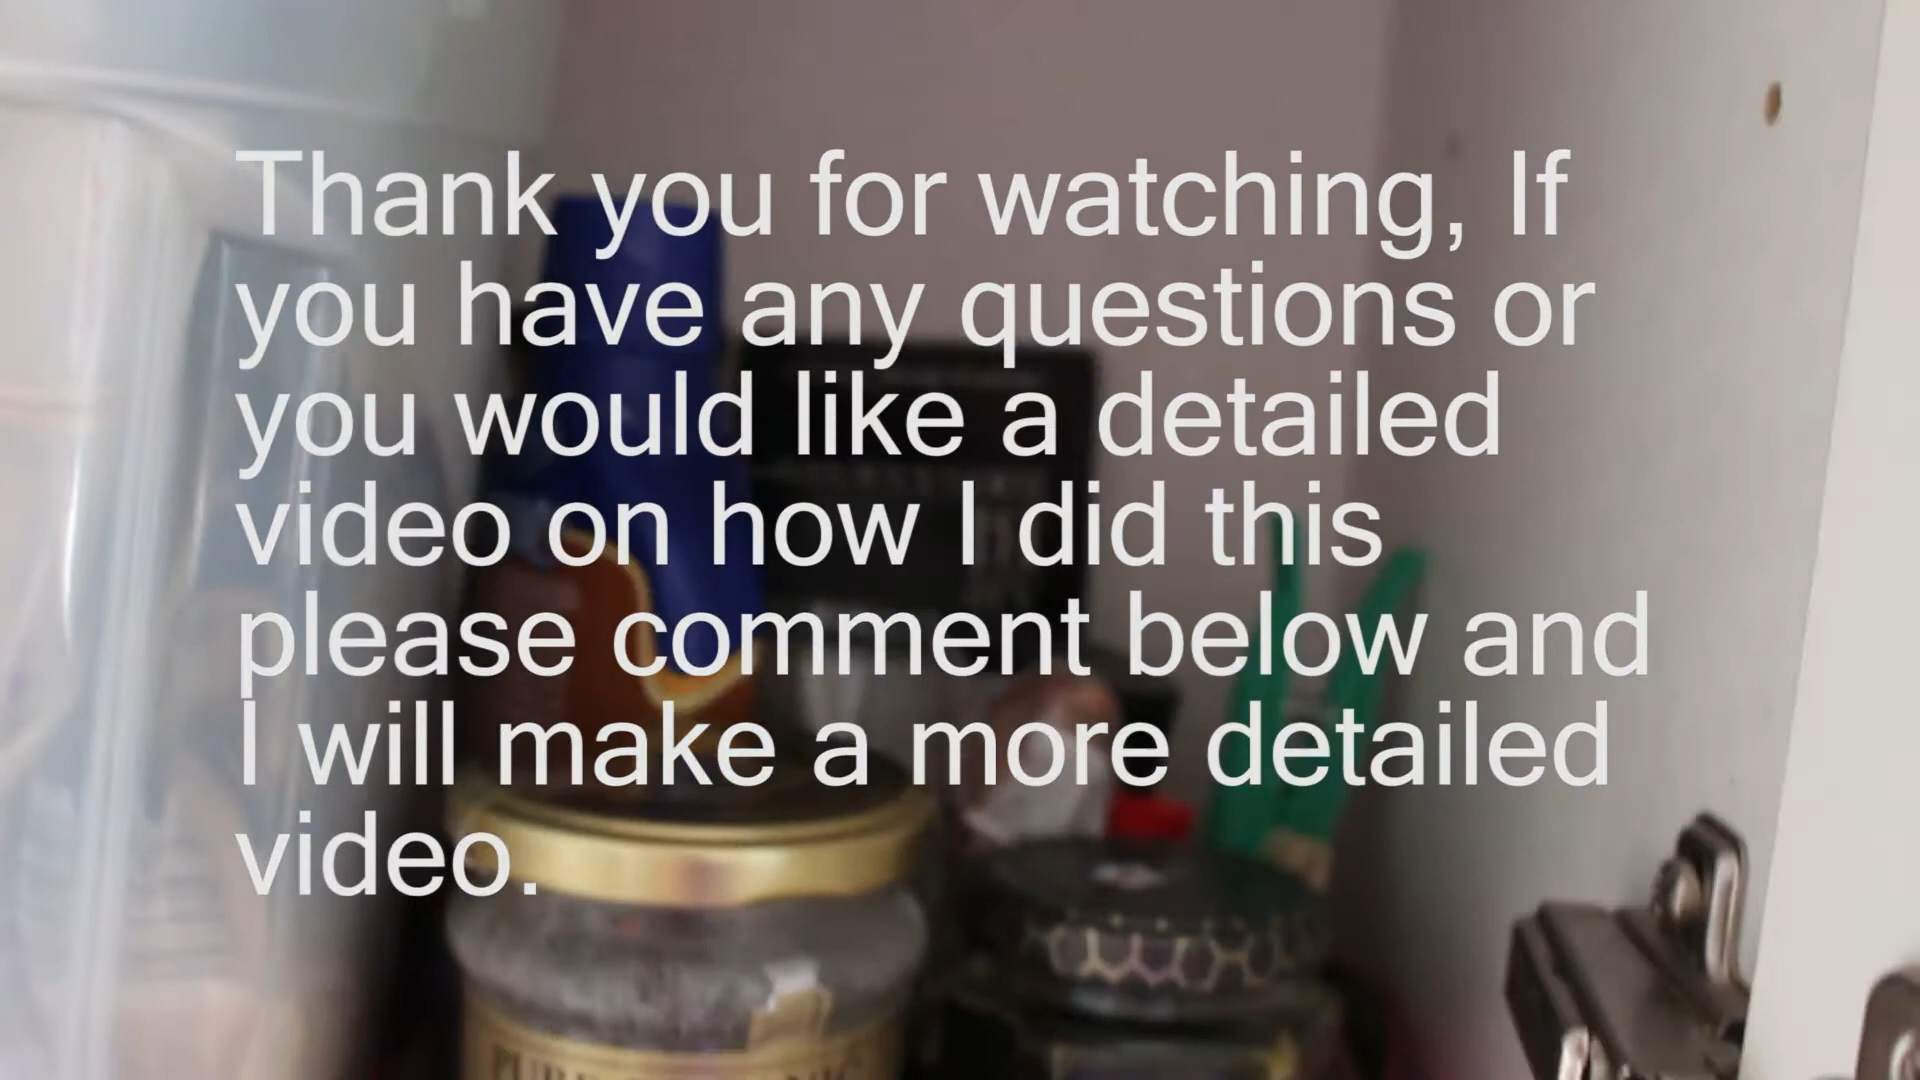 Thank you for watching, If
you have any questions or
you would like a detailed
video on how I did this
please comment below and
I will make a more detailed
video.